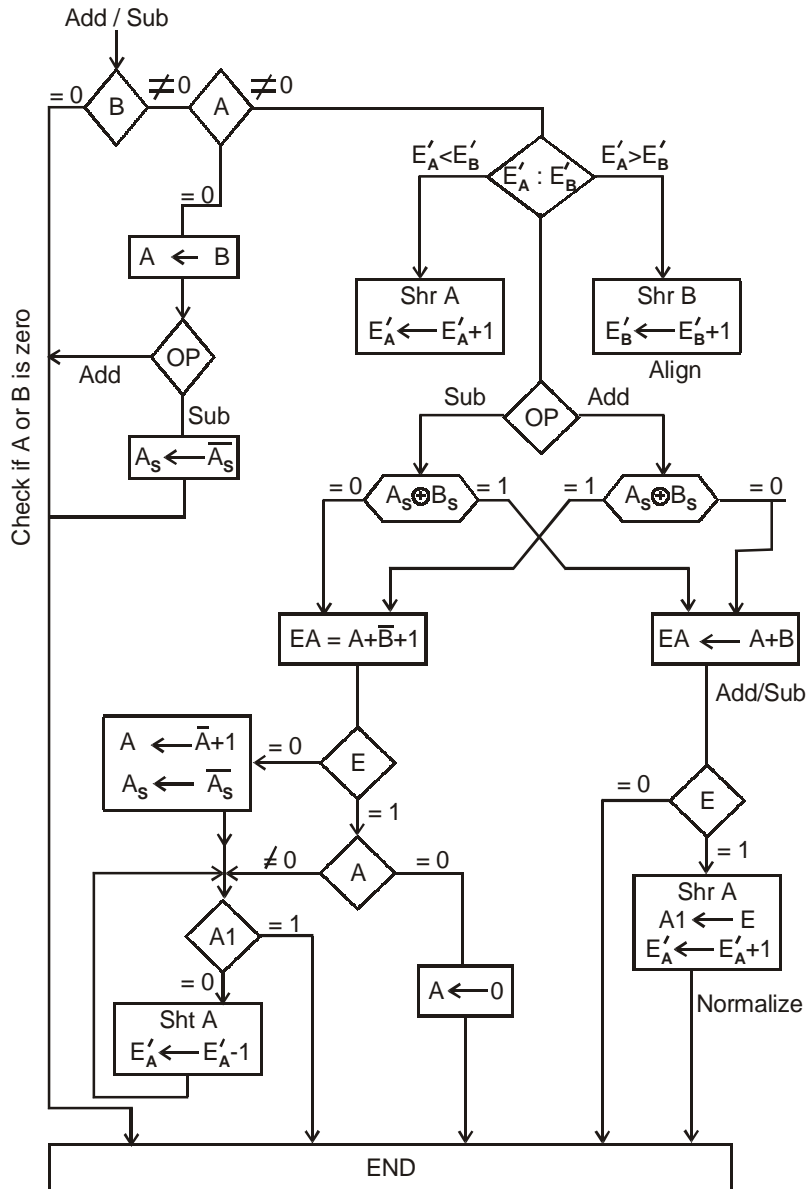 Add / Sub
= 0
B
≠0
A
≠0
E'A<E'B
E'A : E'B
E'A>E'B
= 0
A ← B
Shr A
E'A ← E'A+1
Shr B
E'B ← E'B+1
Align
Add
OP
Sub
AS ← A̅S̅
Check if A or B is zero
Sub
OP
Add
= 0
AS⊕BS
= 1
= 1
AS⊕BS
= 0
EA = A+B̅+1
EA ← A+B
Add/Sub
A ← A̅+1
AS ← A̅S̅
= 0
E
= 1
= 0
E
= 1
≠ 0
A
= 0
Shr A
A1 ← E
E'A ← E'A+1
A1
= 1
= 0
A ← 0
Normalize
Sht A
E'A ← E'A-1
END